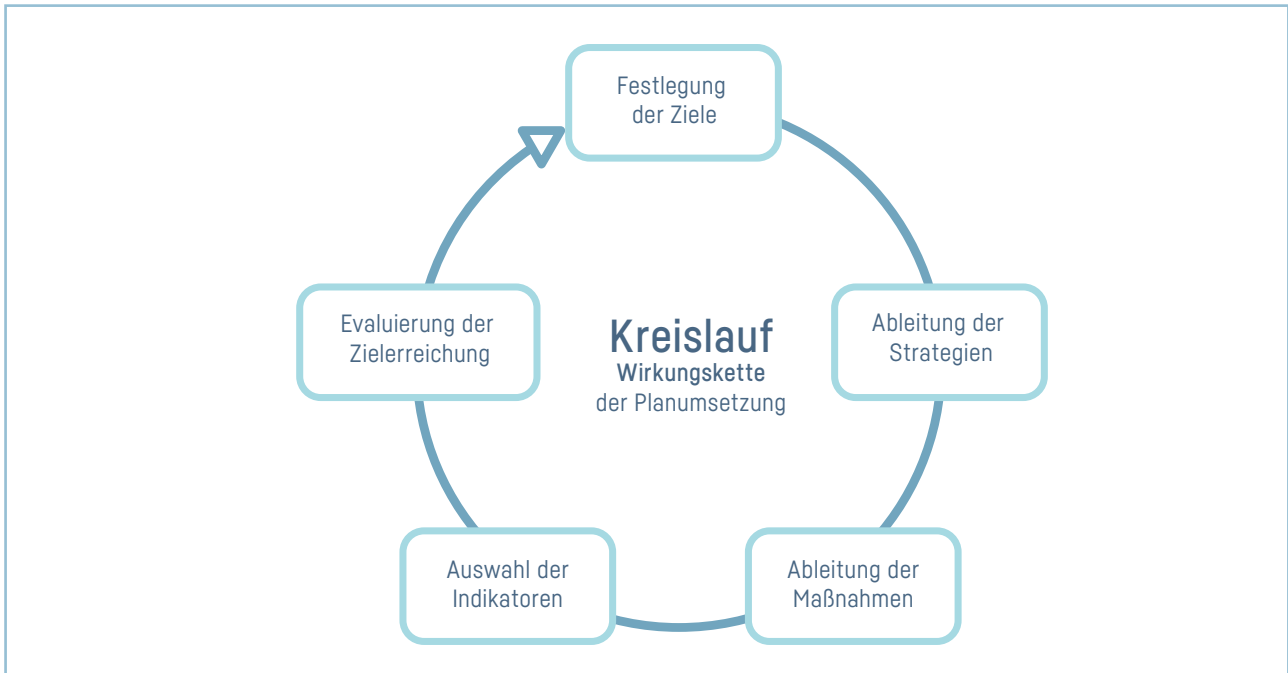 Festlegung
der Ziele
Ableitung der
Strategien
Ableitung der
Maßnahmen
Auswahl der
Indikatoren
Evaluierung der
Zielerreichung
Kreislauf
Wirkungskette
der Planumsetzung